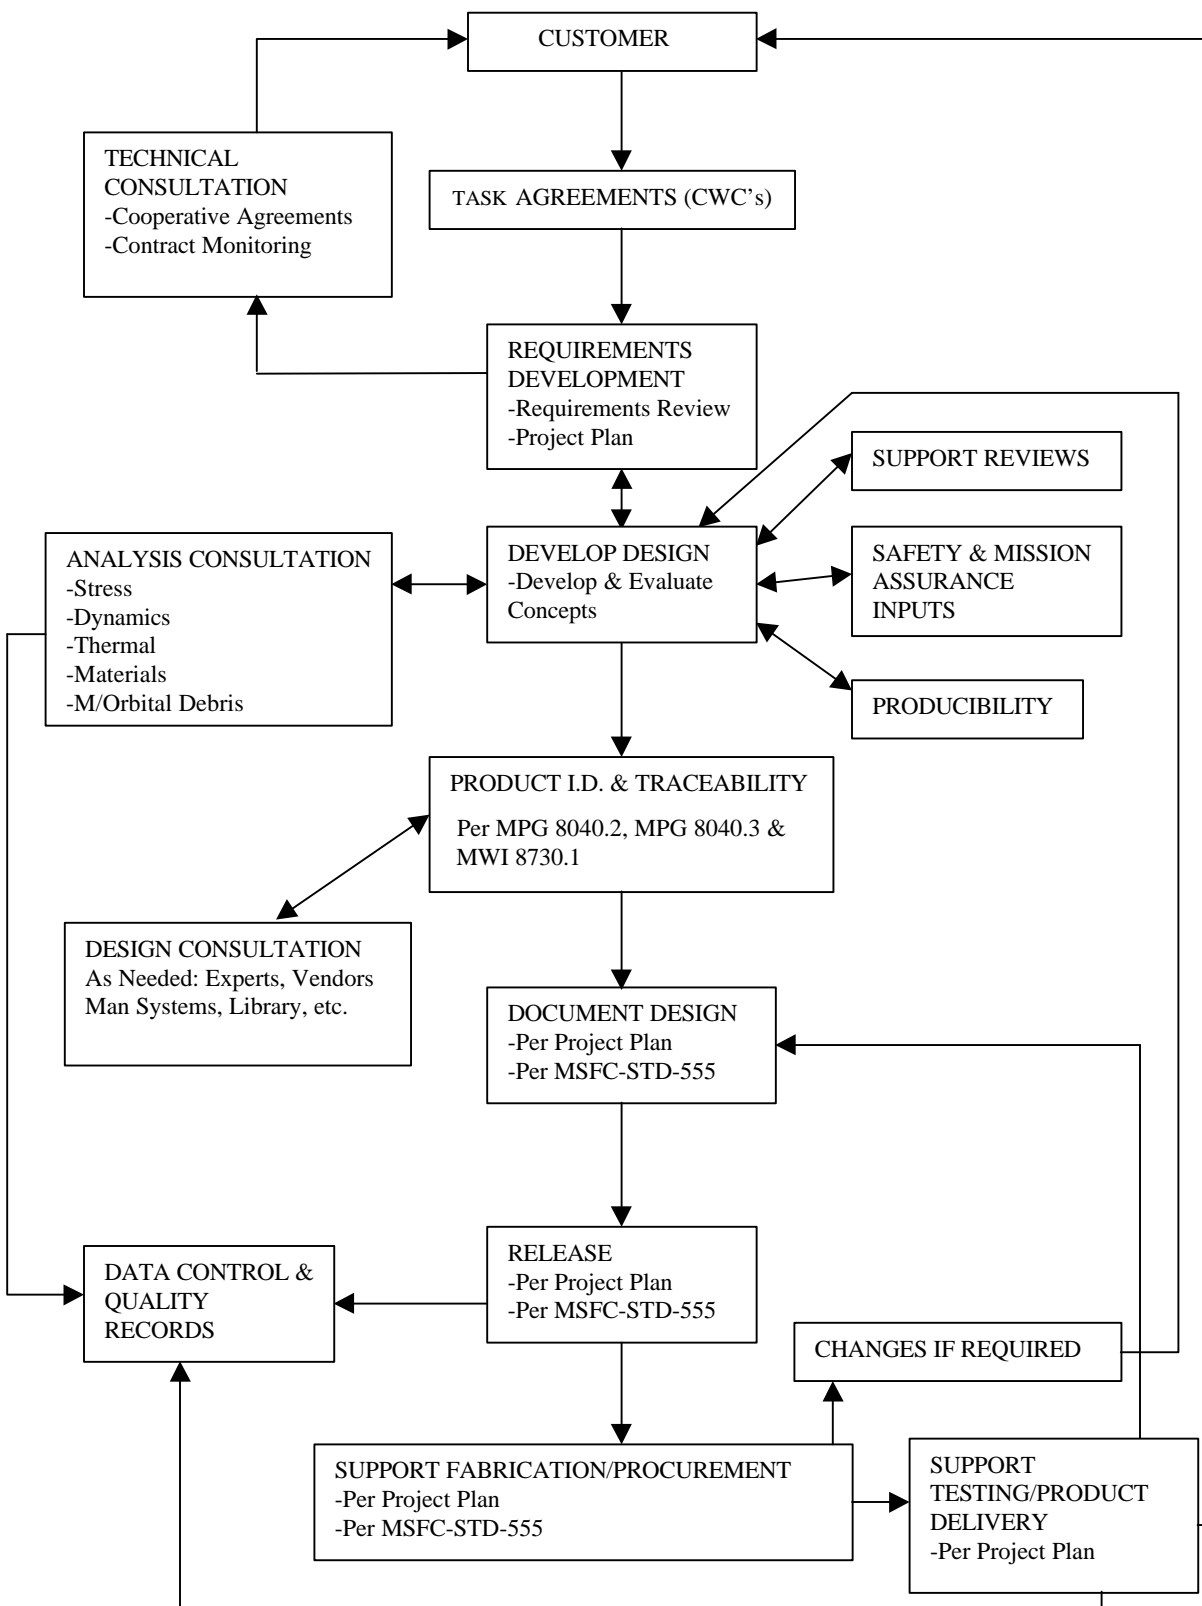 CUSTOMER
TECHNICAL
CONSULTATION
-Cooperative Agreements
-Contract Monitoring
TASK AGREEMENTS (CWC's)
REQUIREMENTS
DEVELOPMENT
-Requirements Review
-Project Plan
SUPPORT REVIEWS
ANALYSIS CONSULTATION
-Stress
-Dynamics
-Thermal
-Materials
-M/Orbital Debris
DEVELOP DESIGN
-Develop & Evaluate
Concepts
SAFETY & MISSION
ASSURANCE
INPUTS
PRODUCIBILITY
PRODUCT I.D. & TRACEABILITY
Per MPG 8040.2, MPG 8040.3 &
MWI 8730.1
DESIGN CONSULTATION
As Needed: Experts, Vendors
Man Systems, Library, etc.
DOCUMENT DESIGN
-Per Project Plan
-Per MSFC-STD-555
RELEASE
-Per Project Plan
-Per MSFC-STD-555
DATA CONTROL &
QUALITY
RECORDS
CHANGES IF REQUIRED
SUPPORT FABRICATION/PROCUREMENT
-Per Project Plan
-Per MSFC-STD-555
SUPPORT
TESTING/PRODUCT
DELIVERY
-Per Project Plan